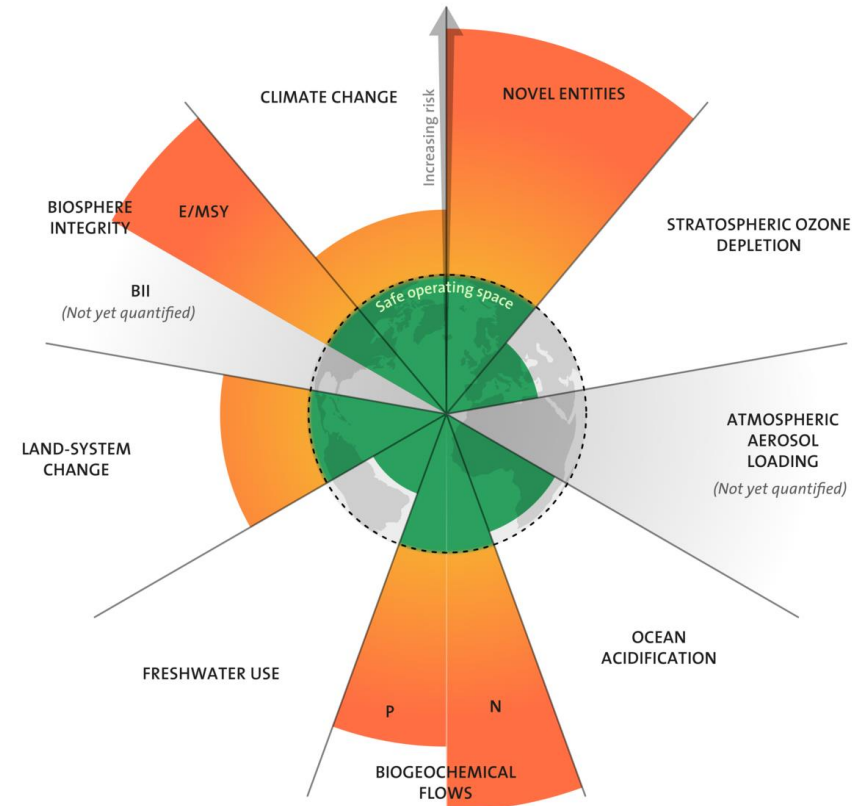 CLIMATE CHANGE
Increasing risk
NOVEL ENTITIES
BIOSPHERE
INTEGRITY
E/MSY
STRATOSPHERIC OZONE
DEPLETION
BII
(Not yet quantified)
Safe operating space
LAND-SYSTEM
CHANGE
ATMOSPHERIC
AEROSOL
LOADING
(Not yet quantified)
FRESHWATER USE
OCEAN
ACIDIFICATION
P
N
BIOGEOCHEMICAL
FLOWS